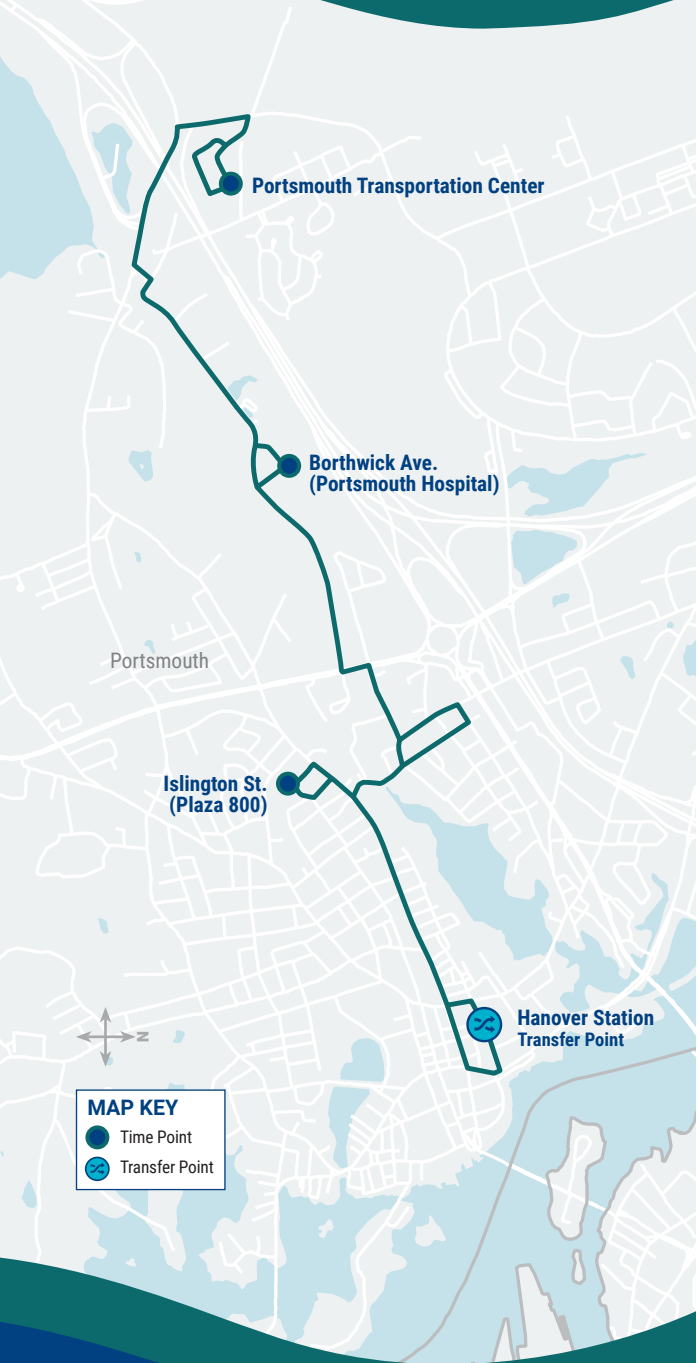 Portsmouth Transportation Center
Borthwick Ave.
(Portsmouth Hospital)
Portsmouth
Islington St.
(Plaza 800)
Hanover Station
Transfer Point
N
MAP KEY
Time Point
Transfer Point